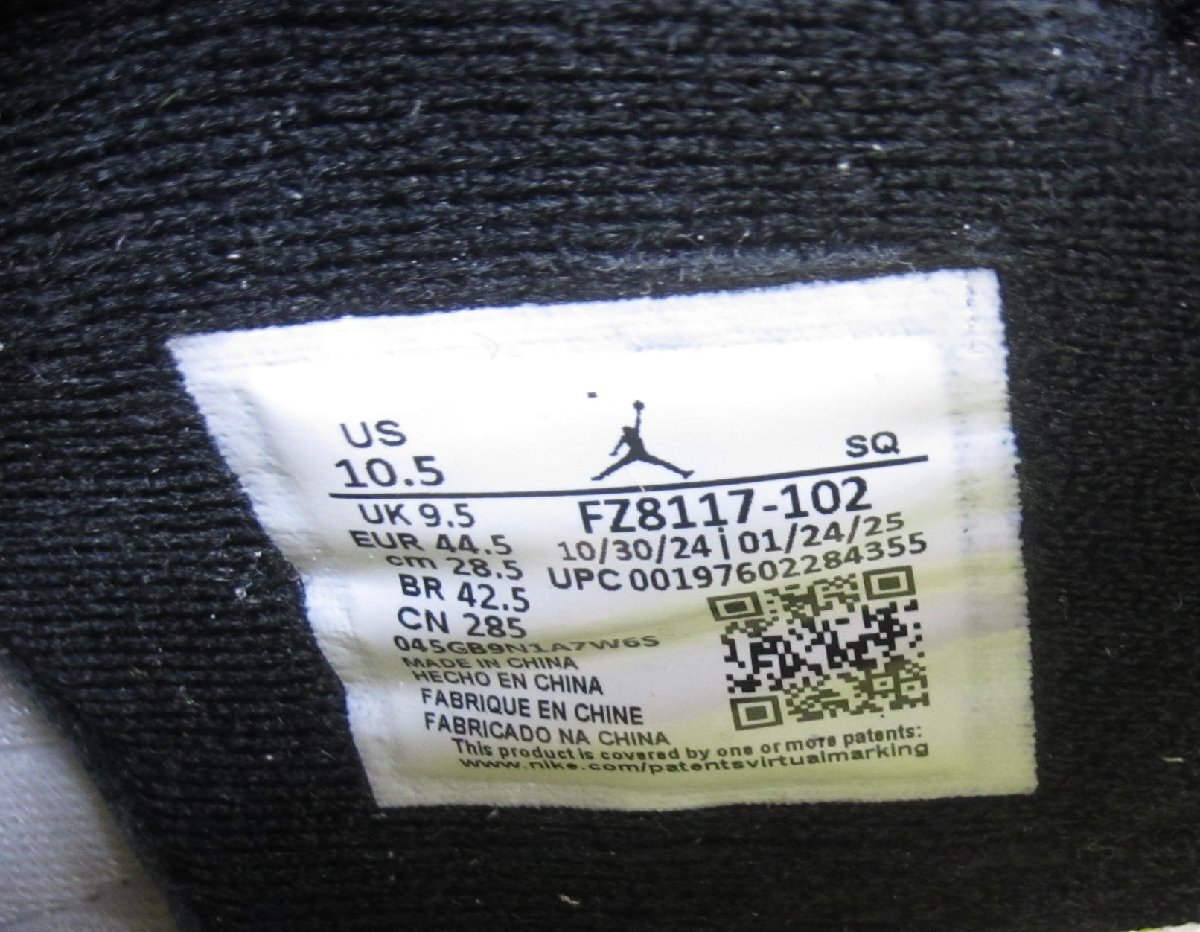 US
10.5
SQ
UK 9.5
EUR 44.5
cm 28.5
BR 42.5
CN 285
FZ8117-102
10/30/24 | 01/24/25
UPC 00197602284355
045GB9N1A7W6S
MADE IN CHINA
HECHO EN CHINA
FABRIQUE EN CHINE
FABRICADO NA CHINA
This product is covered by one or more patents:
www.nike.com/patentsvirtualmarking